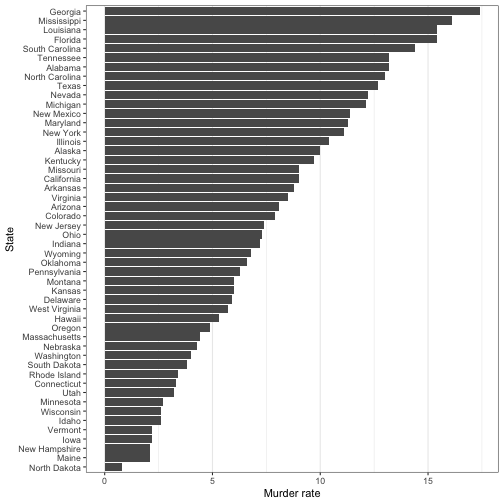 Georgia
Mississippi
Louisiana
Florida
South Carolina
Tennessee
Alabama
North Carolina
Texas
Nevada
Michigan
New Mexico
Maryland
New York
Illinois
Alaska
Kentucky
Missouri
California
Arkansas
Virginia
Arizona
Colorado
New Jersey
Ohio
Indiana
Wyoming
Oklahoma
Pennsylvania
Montana
Kansas
Delaware
West Virginia
Hawaii
Oregon
Massachusetts
Nebraska
Washington
South Dakota
Rhode Island
Connecticut
Utah
Minnesota
Wisconsin
Idaho
Vermont
Iowa
New Hampshire
Maine
North Dakota
State
0 5 10 15
Murder rate